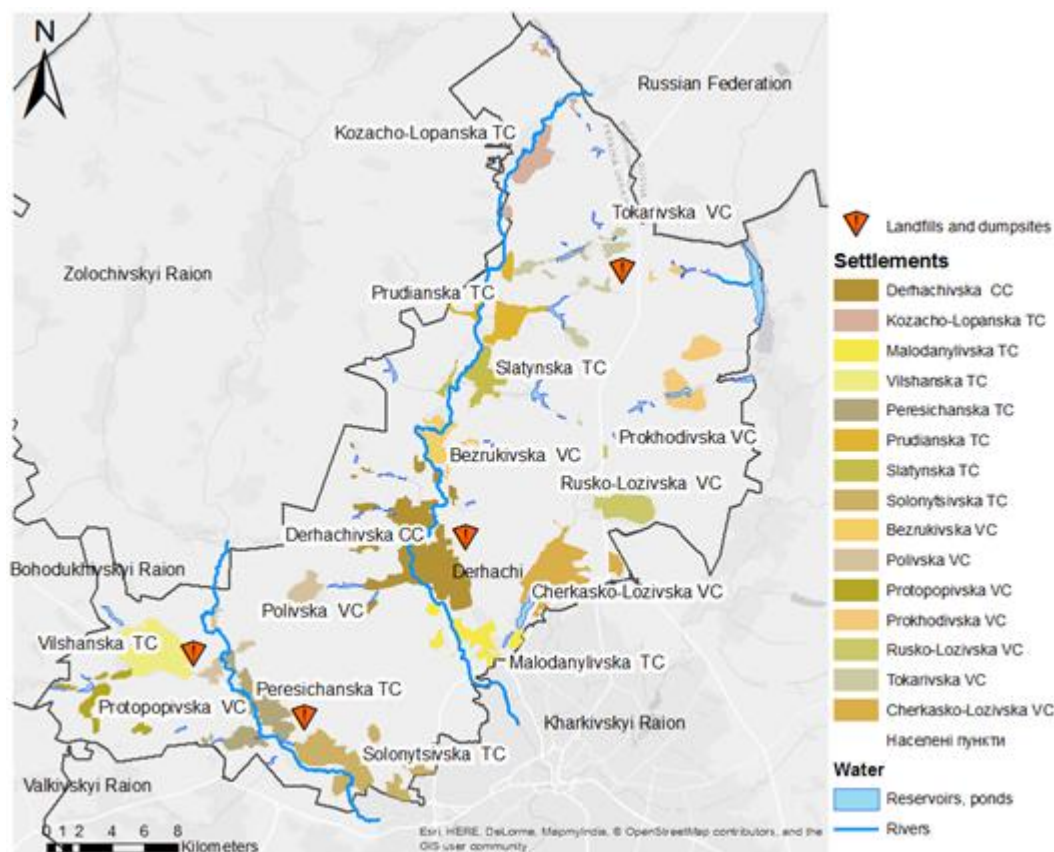 N
Russian Federation
Kozacho-Lopanska TC
Tokarivska VC
Zolochivskyi Raion
Prudianska TC
Slatynska TC
Prokhodivska VC
Bezrukivska VC
Rusko-Lozivska VC
Derhachivska CC
Derhachi
Bohodukhivskyi Raion
Cherkasko-Lozivska VC
Polivska VC
Vilshanska TC
Malodanylivska TC
Peresichanska TC
Protopopivska VC
Kharkivskyi Raion
Solonytsivska TC
Valkivskyi Raion
0 1 2 4 6 8
Kilometers
Esri, HERE, DeLorme, MapmyIndia, © OpenStreetMap contributors, and the
GIS user community
Landfills and dumpsites
Settlements
Derhachivska CC
Kozacho-Lopanska TC
Malodanylivska TC
Vilshanska TC
Peresichanska TC
Prudianska TC
Slatynska TC
Solonytsivska TC
Bezrukivska VC
Polivska VC
Protopopivska VC
Prokhodivska VC
Rusko-Lozivska VC
Tokarivska VC
Cherkasko-Lozivska VC
Населені пункти
Water
Reservoirs, ponds
Rivers